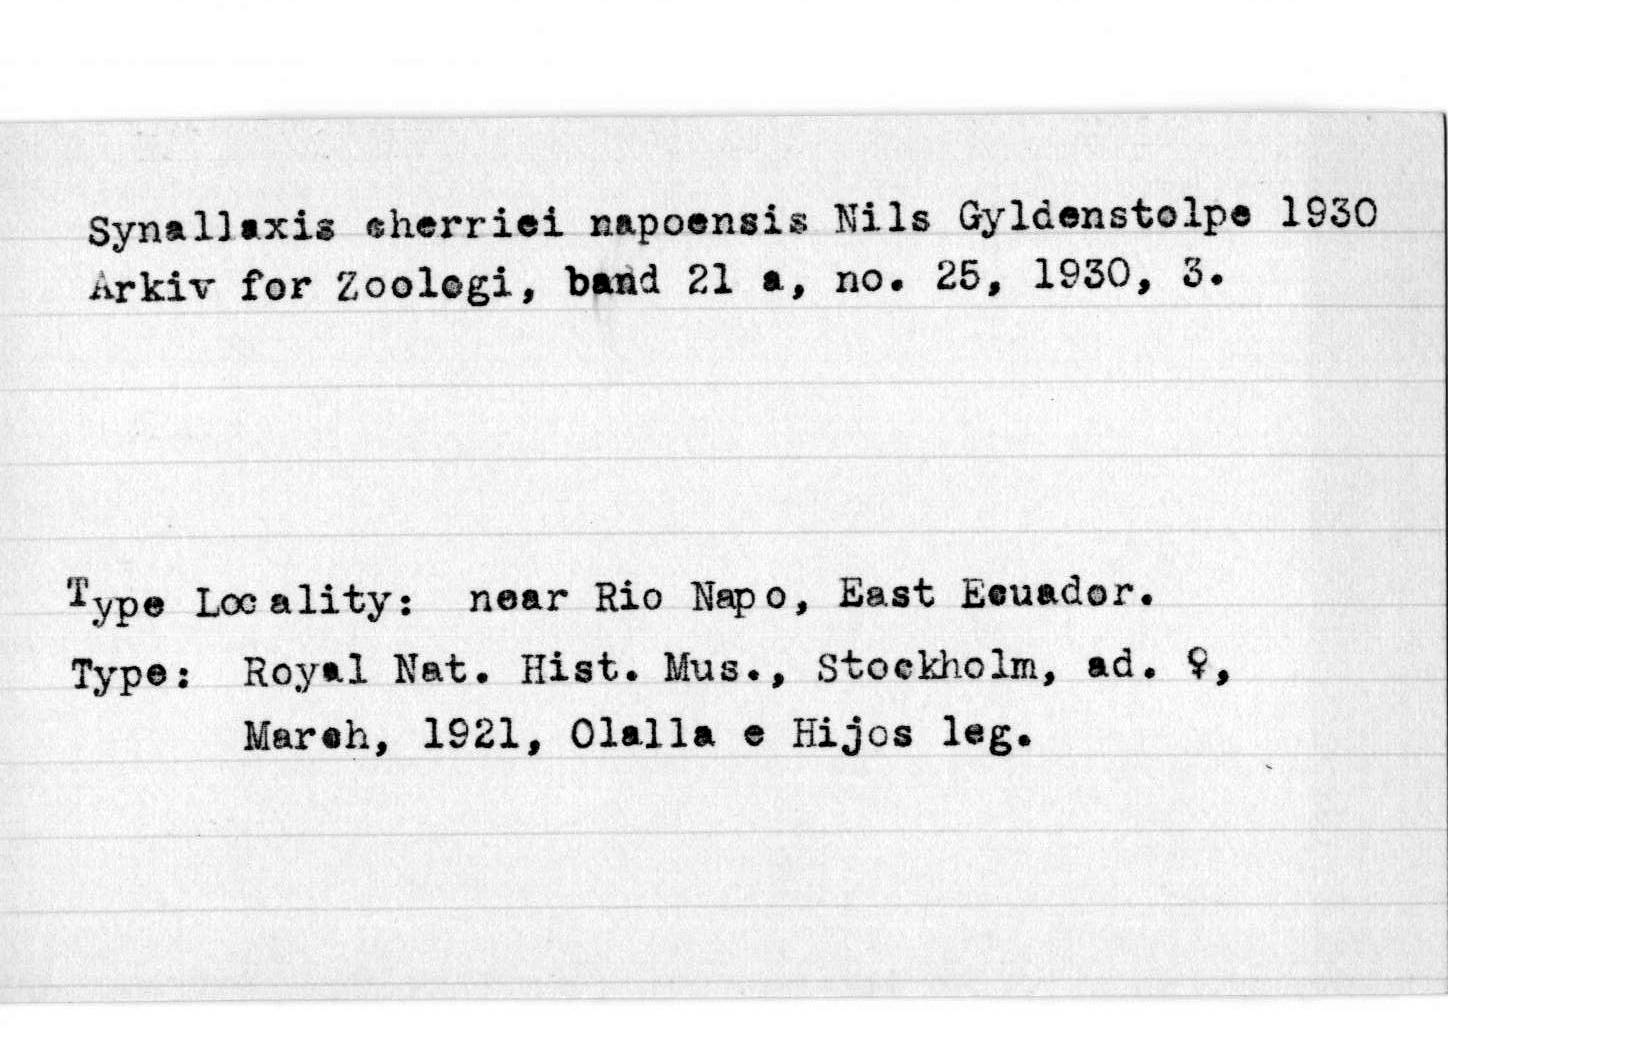 Synallaxis cherriei napoensis Nils Gyldenstolpe 1930
Arkiv for Zoologi, band 21 a, no. 25, 1930, 3.
Type Locality: near Rio Napo, East Ecuador.
Type: Royal Nat. Hist. Mus., Stockholm, ad. ♀,
March, 1921, Olalla e Hijos leg.